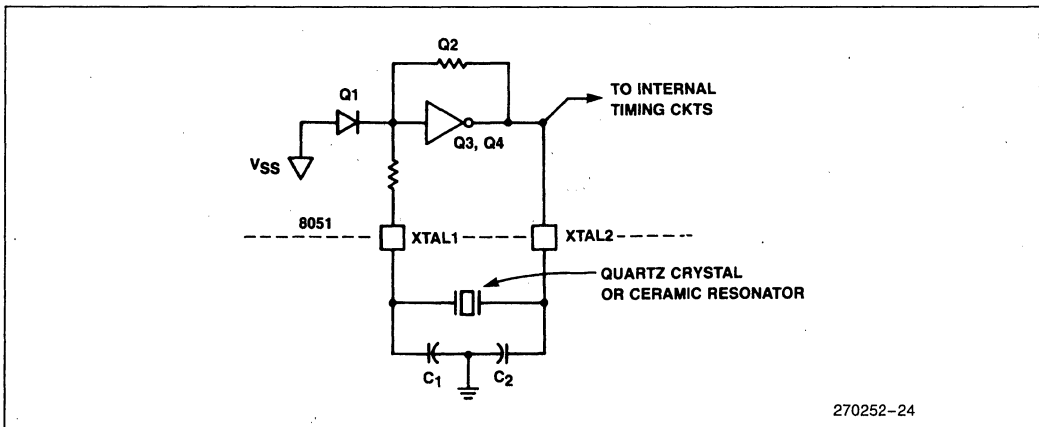 Q2
Q1
TO INTERNAL
TIMING CKTS
Q3, Q4
VSS
8051
XTAL1
XTAL2
QUARTZ CRYSTAL
OR CERAMIC RESONATOR
C1
C2
270252–24